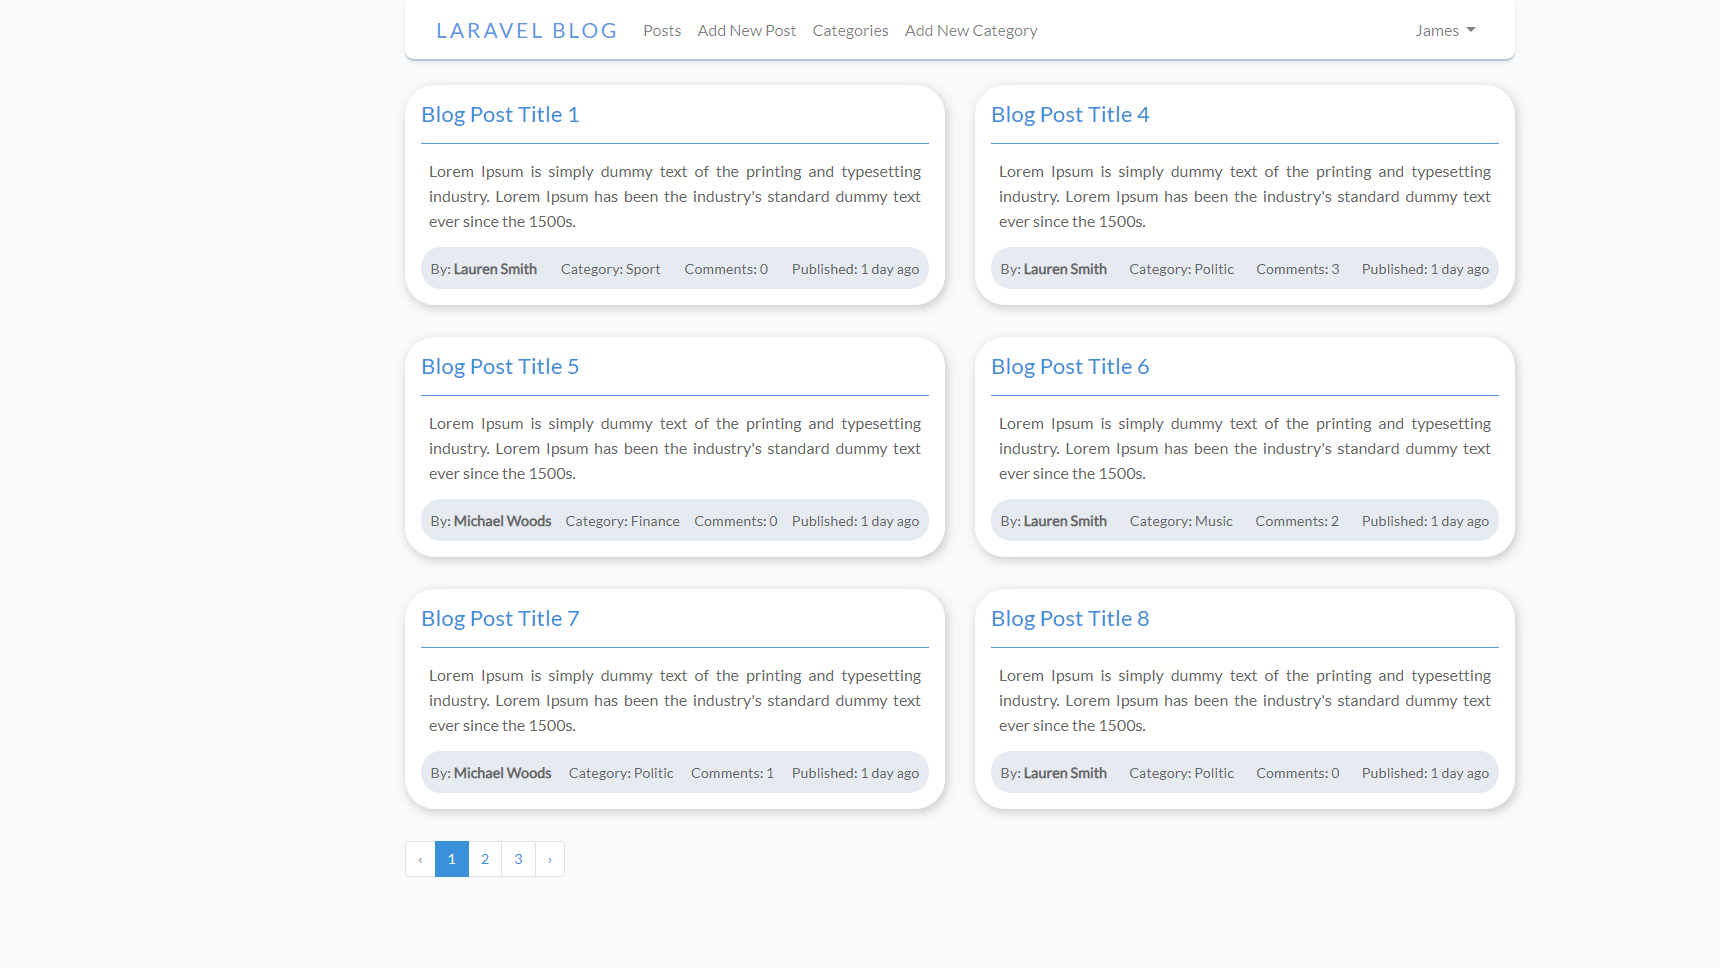 LARAVEL BLOG Posts Add New Post Categories Add New Category James
Blog Post Title 1
Lorem Ipsum is simply dummy text of the printing and typesetting
industry. Lorem Ipsum has been the industry's standard dummy text
ever since the 1500s.
By: Lauren Smith Category: Sport Comments: 0 Published: 1 day ago
Blog Post Title 4
Lorem Ipsum is simply dummy text of the printing and typesetting
industry. Lorem Ipsum has been the industry's standard dummy text
ever since the 1500s.
By: Lauren Smith Category: Politic Comments: 3 Published: 1 day ago
Blog Post Title 5
Lorem Ipsum is simply dummy text of the printing and typesetting
industry. Lorem Ipsum has been the industry's standard dummy text
ever since the 1500s.
By: Michael Woods Category: Finance Comments: 0 Published: 1 day ago
Blog Post Title 6
Lorem Ipsum is simply dummy text of the printing and typesetting
industry. Lorem Ipsum has been the industry's standard dummy text
ever since the 1500s.
By: Lauren Smith Category: Music Comments: 2 Published: 1 day ago
Blog Post Title 7
Lorem Ipsum is simply dummy text of the printing and typesetting
industry. Lorem Ipsum has been the industry's standard dummy text
ever since the 1500s.
By: Michael Woods Category: Politic Comments: 1 Published: 1 day ago
Blog Post Title 8
Lorem Ipsum is simply dummy text of the printing and typesetting
industry. Lorem Ipsum has been the industry's standard dummy text
ever since the 1500s.
By: Lauren Smith Category: Politic Comments: 0 Published: 1 day ago
‹ 1 2 3 ›